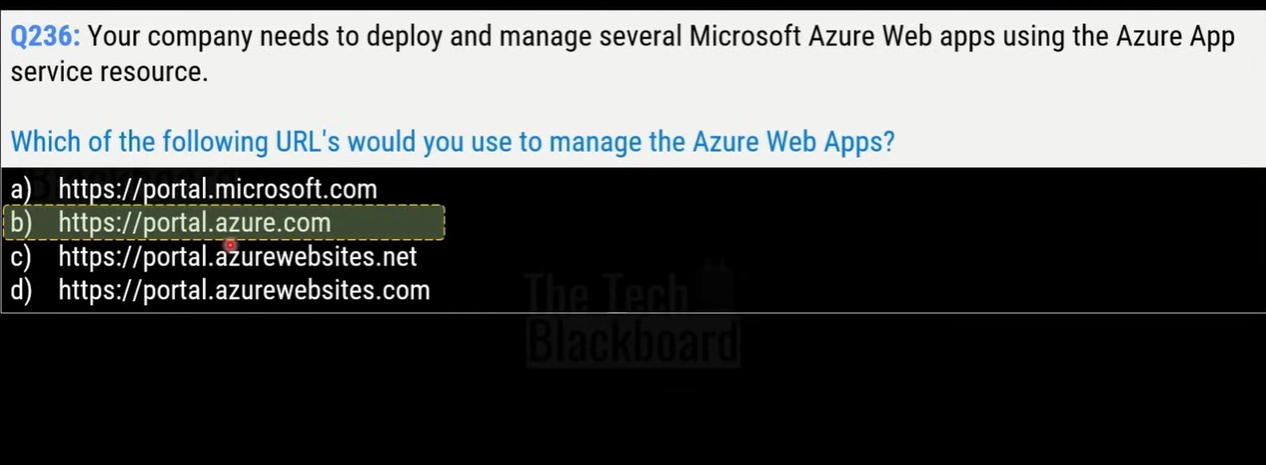 Q236: Your company needs to deploy and manage several Microsoft Azure Web apps using the Azure App
service resource.
Which of the following URL's would you use to manage the Azure Web Apps?
a) https://portal.microsoft.com
b) https://portal.azure.com
c) https://portal.azurewebsites.net
d) https://portal.azurewebsites.com
The Tech
Blackboard